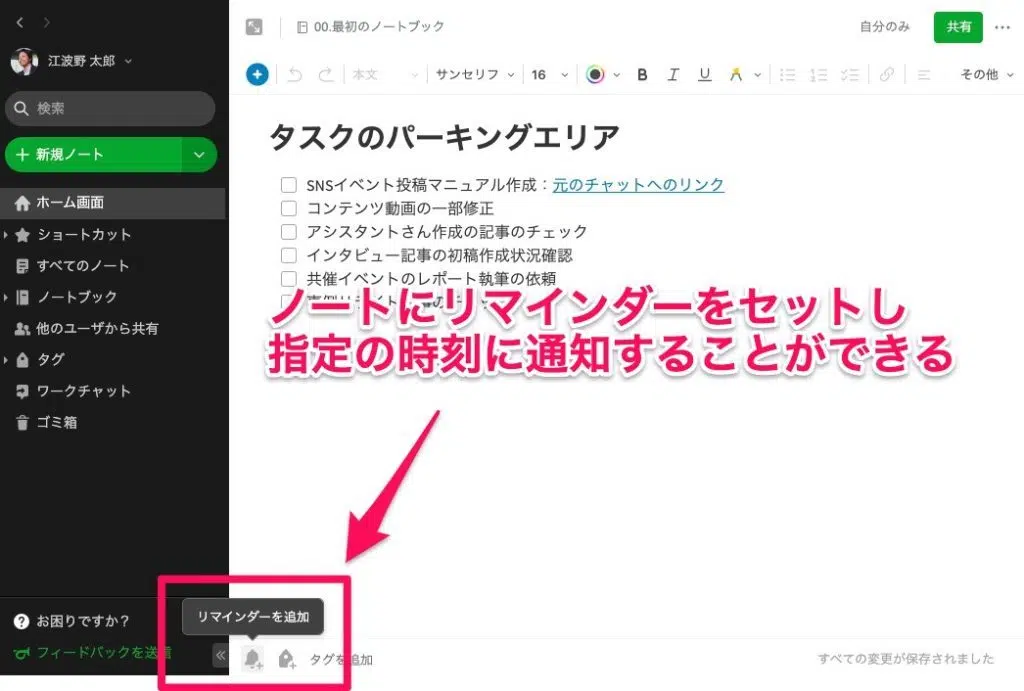 江波野 太郎
検索
新規ノート
ホーム画面
ショートカット
すべてのノート
ノートブック
他のユーザから共有
タグ
ワークチャット
ゴミ箱
お困りですか?
フィードバックを送信
00.最初のノートブック
自分のみ
共有
本文
サンセリフ
16
B
I
U
その他
タスクのパーキングエリア
SNSイベント投稿マニュアル作成：元のチャットへのリンク
コンテンツ動画の一部修正
アシスタントさん作成の記事のチェック
インタビュー記事の初稿作成状況確認
共催イベントのレポート執筆の依頼
ノートにリマインダーをセットし
指定の時刻に通知することができる
リマインダーを追加
タグを追加
すべての変更が保存されました